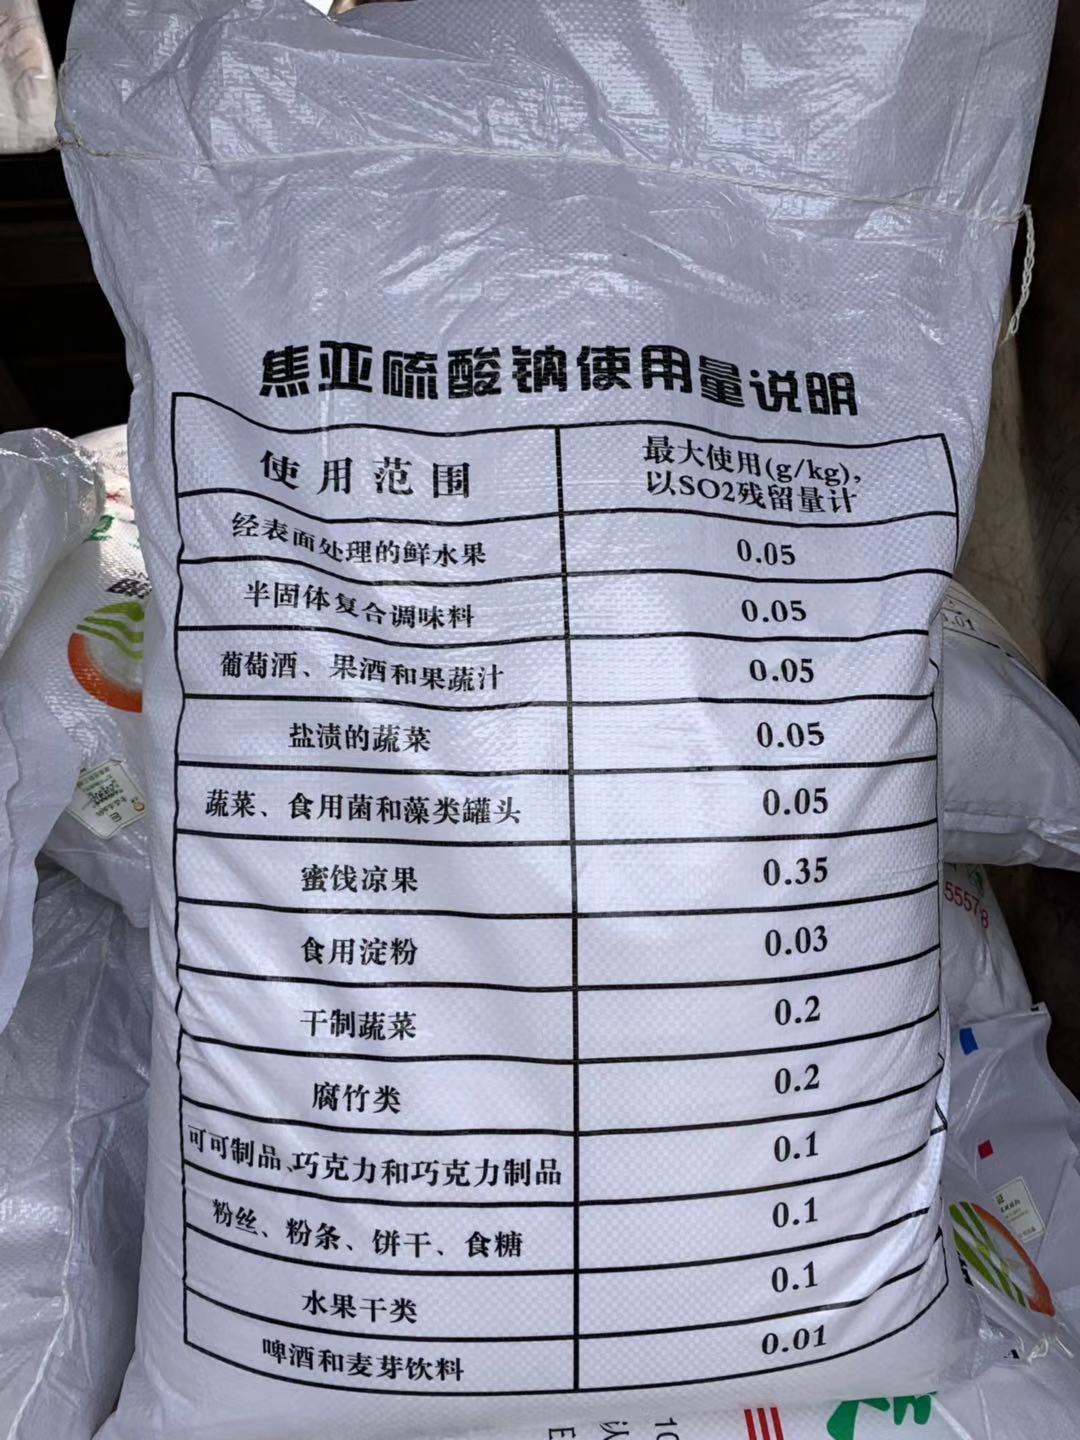 焦亚硫酸钠使用量说明
使用范围
最大使用(g/kg),
以SO2残留量计
经表面处理的鲜水果 0.05
半固体复合调味料 0.05
葡萄酒、果酒和果蔬汁 0.05
盐渍的蔬菜 0.05
蔬菜、食用菌和藻类罐头 0.05
蜜饯凉果 0.35
食用淀粉 0.03
干制蔬菜 0.2
腐竹类 0.2
可可制品、巧克力和巧克力制品 0.1
粉丝、粉条、饼干、食糖 0.1
水果干类 0.1
啤酒和麦芽饮料 0.01